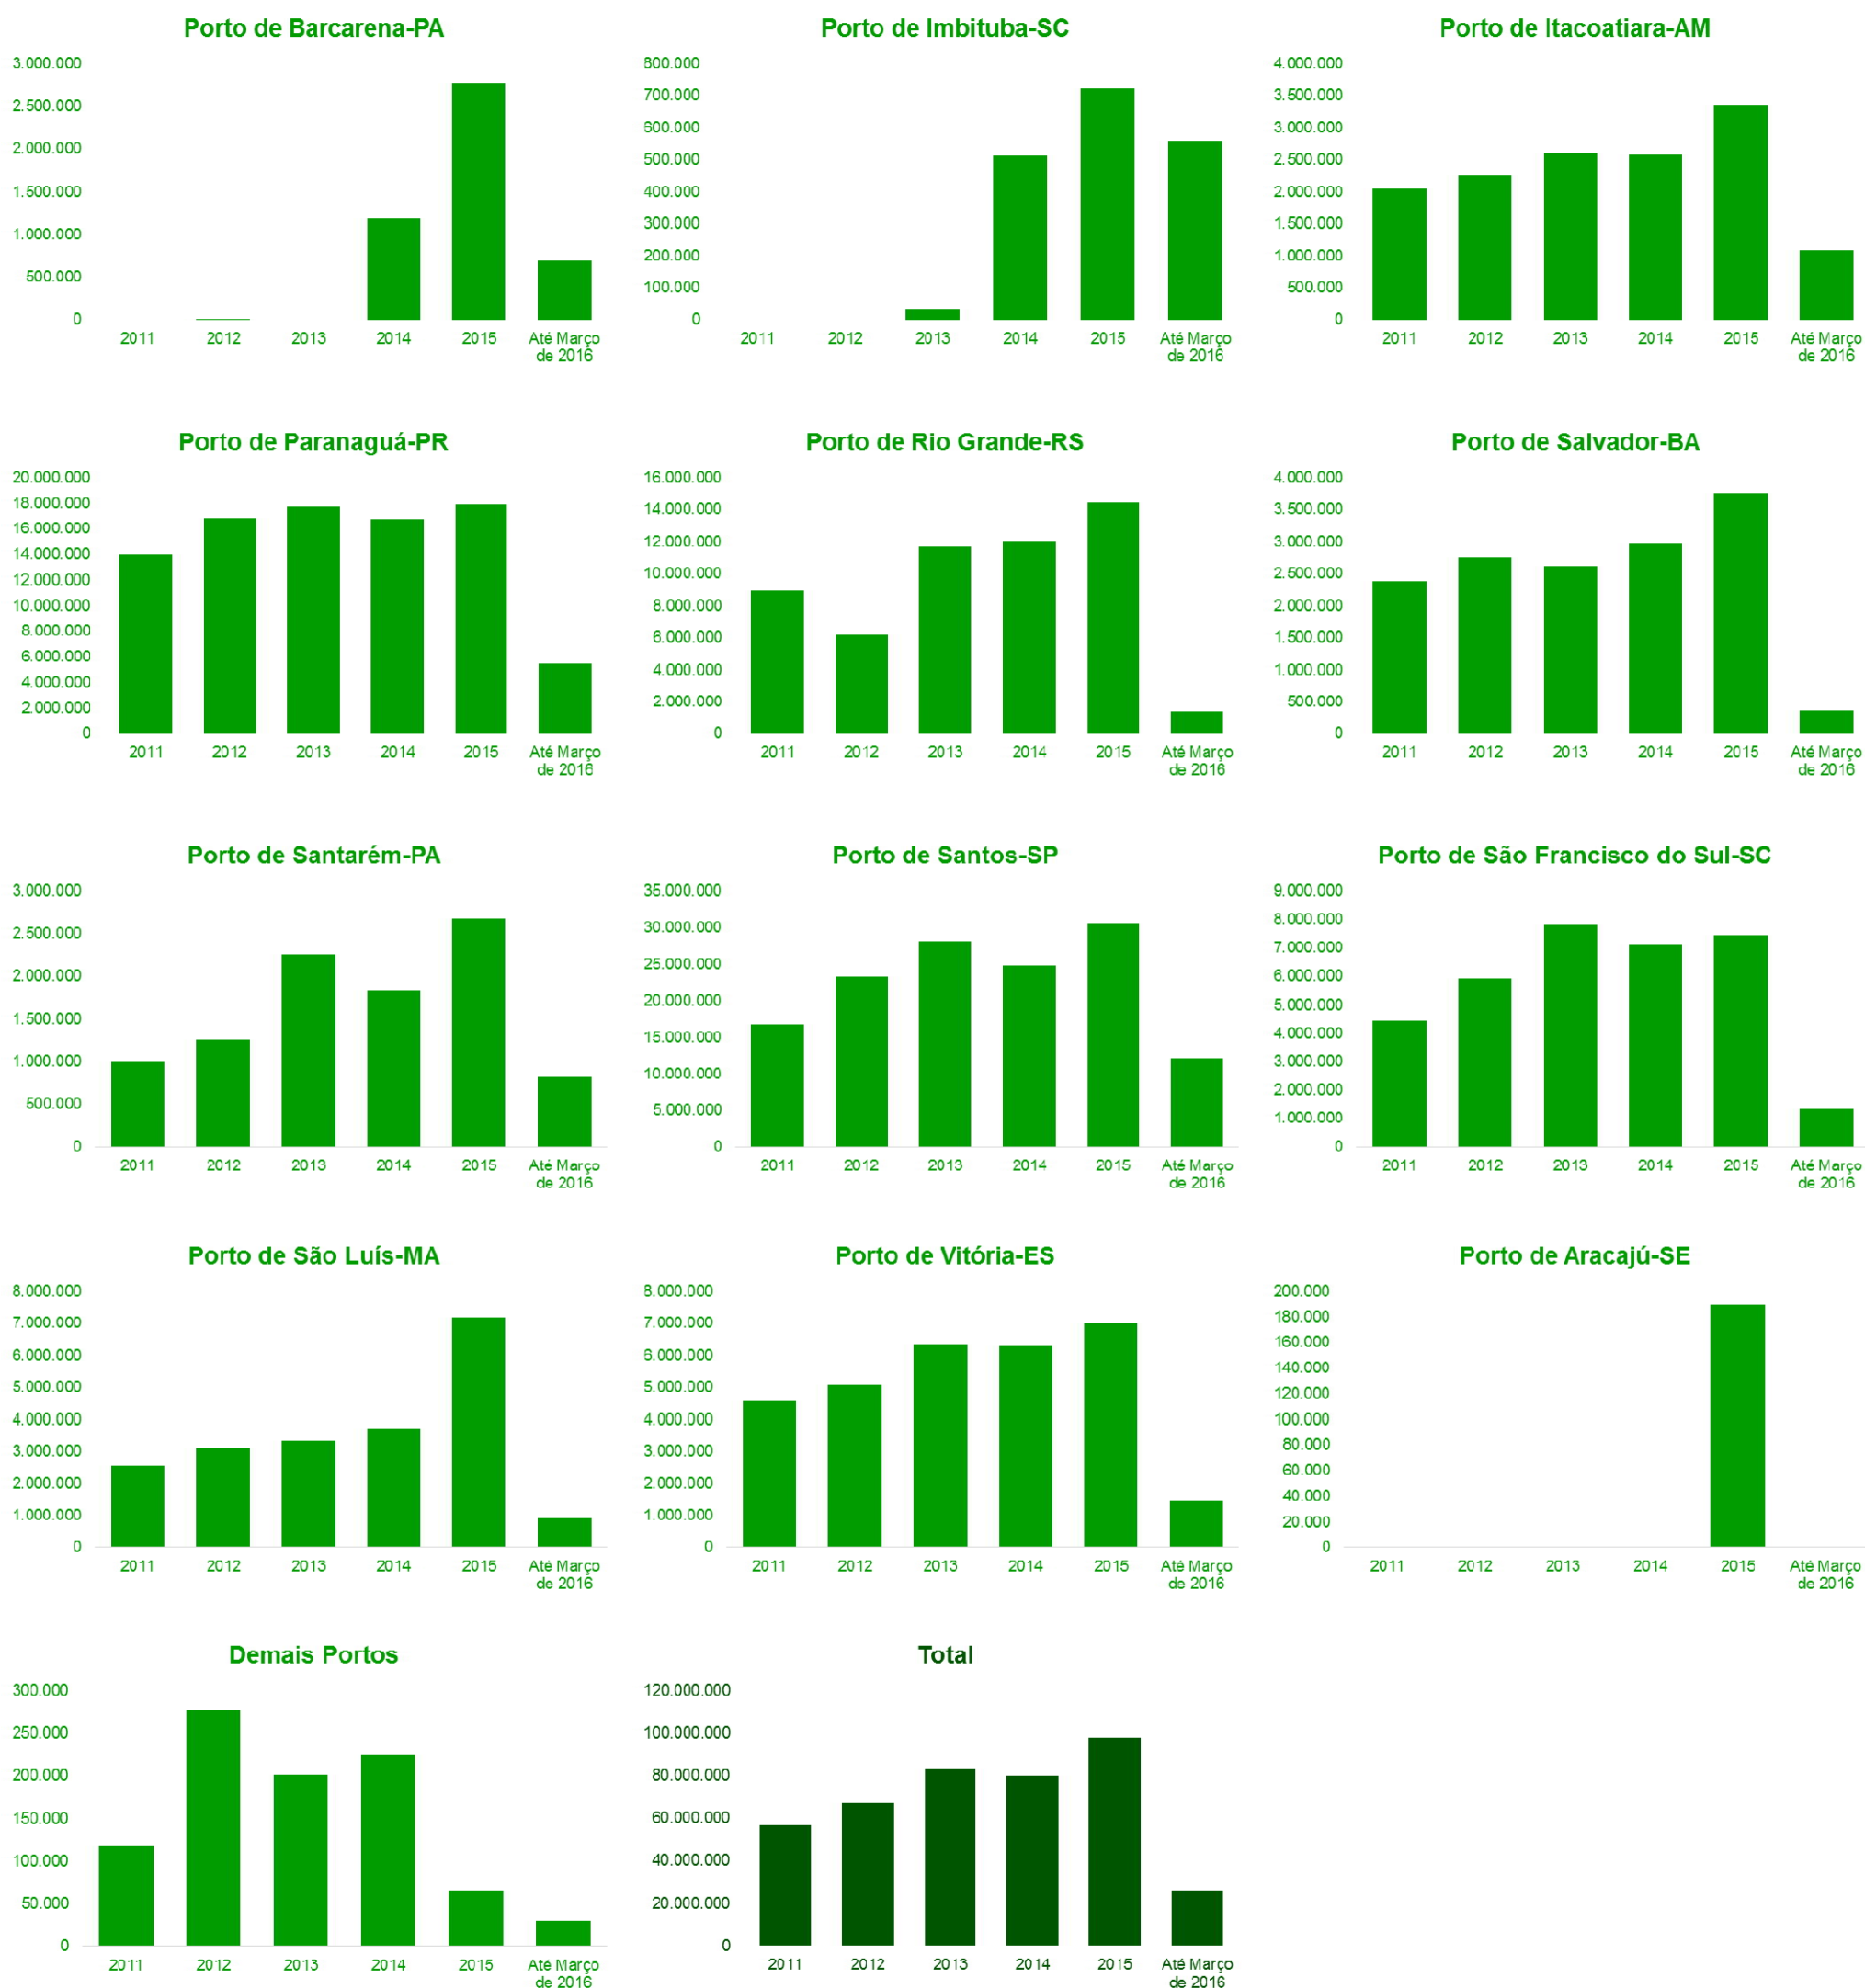 Porto de Barcarena-PA
3.000.000
2.500.000
2.000.000
1.500.000
1.000.000
500.000
0
2011 2012 2013 2014 2015 Até Março
de 2016
Porto de Imbituba-SC
800.000
700.000
600.000
500.000
400.000
300.000
200.000
100.000
0
2011 2012 2013 2014 2015 Até Março
de 2016
Porto de Itacoatiara-AM
4.000.000
3.500.000
3.000.000
2.500.000
2.000.000
1.500.000
1.000.000
500.000
0
2011 2012 2013 2014 2015 Até Março
de 2016
Porto de Paranaguá-PR
20.000.000
18.000.000
16.000.000
14.000.000
12.000.000
10.000.000
8.000.000
6.000.000
4.000.000
2.000.000
0
2011 2012 2013 2014 2015 Até Março
de 2016
Porto de Rio Grande-RS
16.000.000
14.000.000
12.000.000
10.000.000
8.000.000
6.000.000
4.000.000
2.000.000
0
2011 2012 2013 2014 2015 Até Março
de 2016
Porto de Salvador-BA
4.000.000
3.500.000
3.000.000
2.500.000
2.000.000
1.500.000
1.000.000
500.000
0
2011 2012 2013 2014 2015 Até Março
de 2016
Porto de Santarém-PA
3.000.000
2.500.000
2.000.000
1.500.000
1.000.000
500.000
0
2011 2012 2013 2014 2015 Até Março
de 2016
Porto de Santos-SP
35.000.000
30.000.000
25.000.000
20.000.000
15.000.000
10.000.000
5.000.000
0
2011 2012 2013 2014 2015 Até Março
de 2016
Porto de São Francisco do Sul-SC
9.000.000
8.000.000
7.000.000
6.000.000
5.000.000
4.000.000
3.000.000
2.000.000
1.000.000
0
2011 2012 2013 2014 2015 Até Março
de 2016
Porto de São Luís-MA
8.000.000
7.000.000
6.000.000
5.000.000
4.000.000
3.000.000
2.000.000
1.000.000
0
2011 2012 2013 2014 2015 Até Março
de 2016
Porto de Vitória-ES
8.000.000
7.000.000
6.000.000
5.000.000
4.000.000
3.000.000
2.000.000
1.000.000
0
2011 2012 2013 2014 2015 Até Março
de 2016
Porto de Aracajú-SE
200.000
180.000
160.000
140.000
120.000
100.000
80.000
60.000
40.000
20.000
0
2011 2012 2013 2014 2015 Até Março
de 2016
Demais Portos
300.000
250.000
200.000
150.000
100.000
50.000
0
2011 2012 2013 2014 2015 Até Março
de 2016
Total
120.000.000
100.000.000
80.000.000
60.000.000
40.000.000
20.000.000
0
2011 2012 2013 2014 2015 Até Março
de 2016